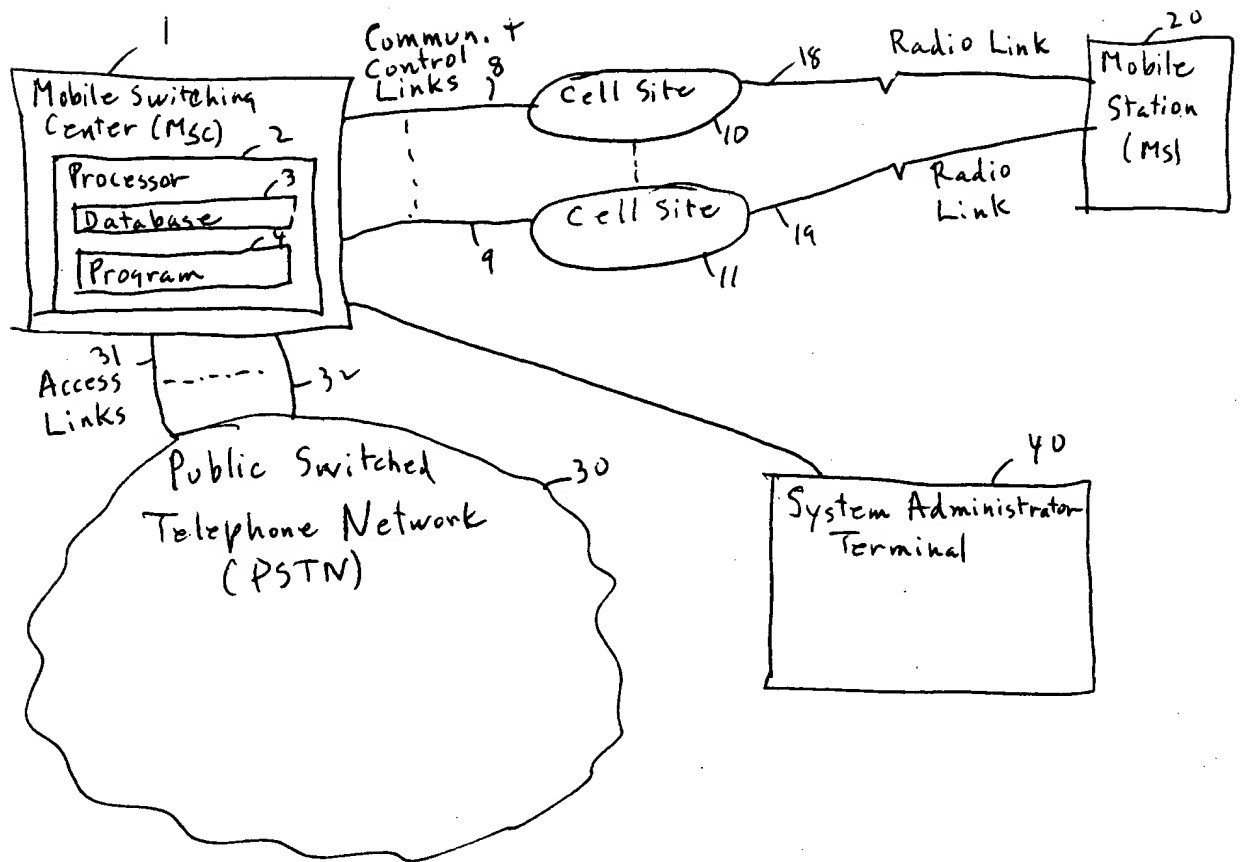 1
Mobile Switching
Center (MSC)
2
Processor
3
Database
4
Program
Commun. +
Control
Links
8
Cell Site
10
18
Radio Link
20
Mobile
Station
(MS)
9
Cell Site
11
19
Radio
Link
31
Access
Links
32
Public Switched
Telephone Network
(PSTN)
30
40
System Administrator
Terminal